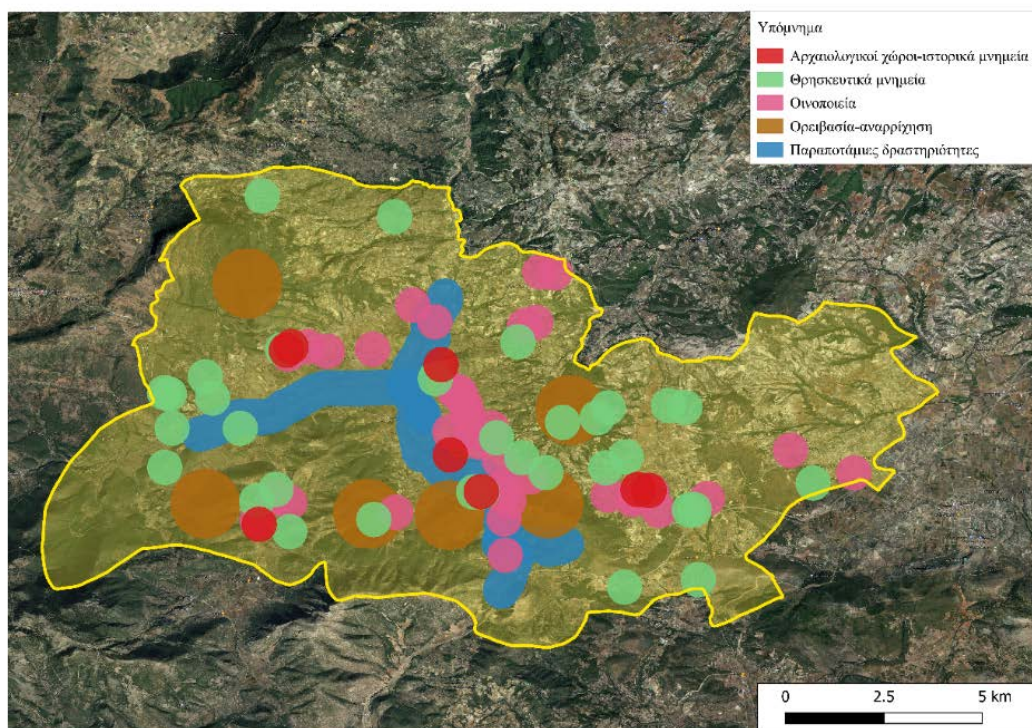 Υπόμνημα
Αρχαιολογικοί χώροι-ιστορικά μνημεία
Θρησκευτικά μνημεία
Οινοποιεία
Ορειβασία-αναρρίχηση
Παραποτάμιες δραστηριότητες
0 2.5 5 km